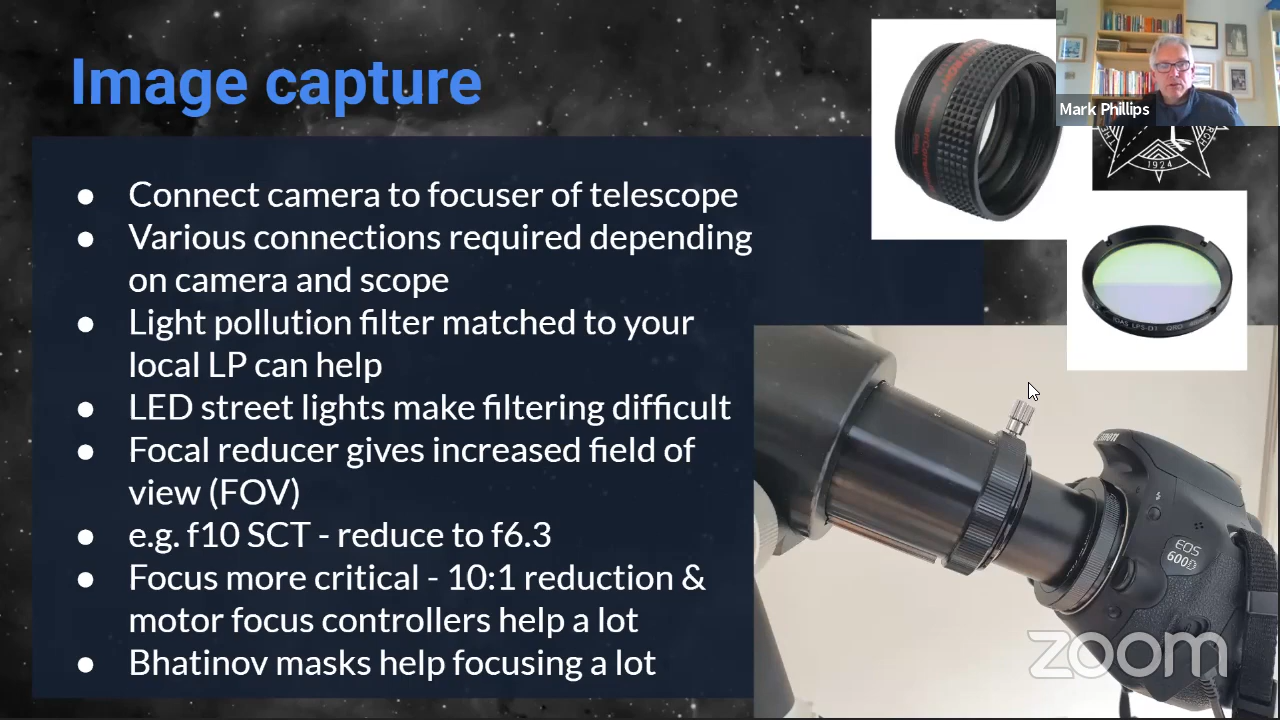 Image capture
Mark Phillips
1924
● Connect camera to focuser of telescope
● Various connections required depending
on camera and scope
● Light pollution filter matched to your
local LP can help
● LED street lights make filtering difficult
● Focal reducer gives increased field of
view (FOV)
● e.g. f10 SCT - reduce to f6.3
● Focus more critical - 10:1 reduction &
motor focus controllers help a lot
● Bhatinov masks help focusing a lot
IDAS LPS-D1
Canon
EOS
600D
zoom